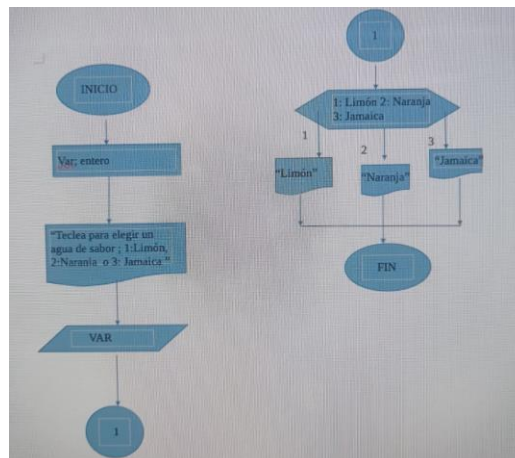 INICIO
Var; entero
“Teclea para elegir un
agua de sabor ; 1:Limón,
2:Narania o 3: Jamaica ”
VAR
1
1
1: Limón 2: Naranja
3: Jamaica
1
2
3
“Limón”
“Naranja”
“Jamaica”
FIN